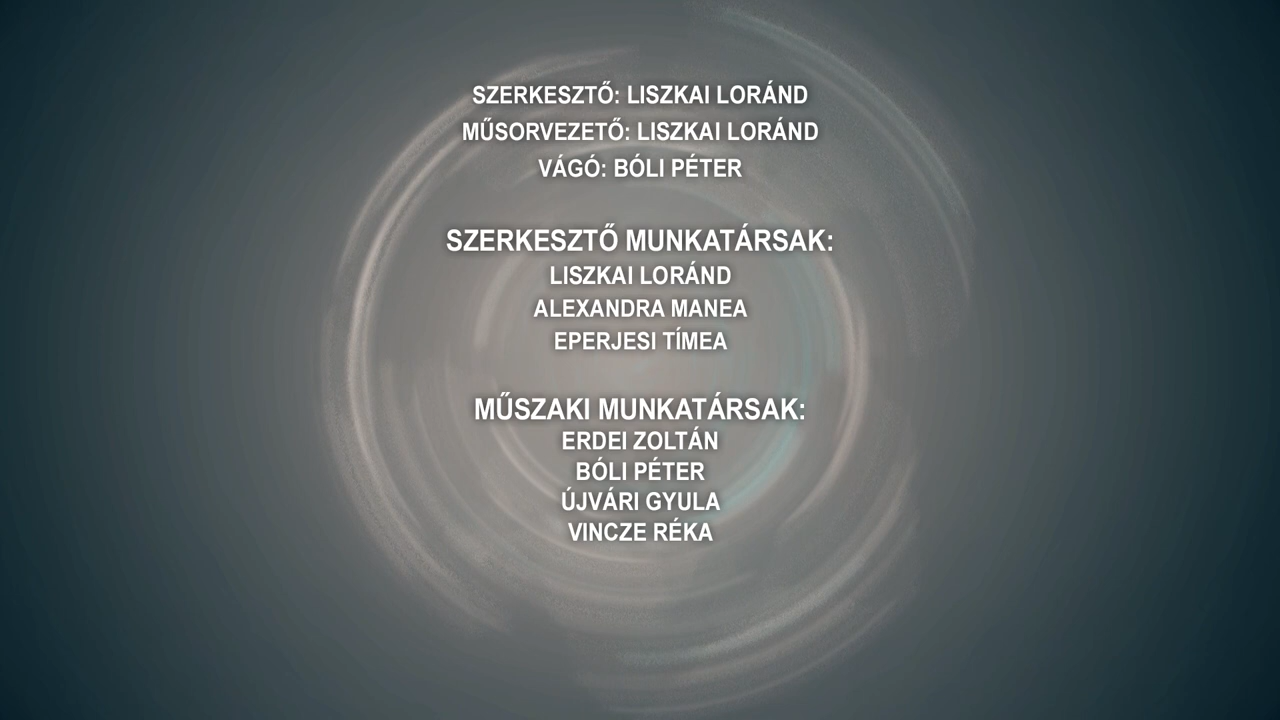 SZERKESZTŐ: LISZKAI LORÁND
MŰSORVEZETŐ: LISZKAI LORÁND
VÁGÓ: BÓLI PÉTER
SZERKESZTŐ MUNKATÁRSAK:
LISZKAI LORÁND
ALEXANDRA MANEA
EPERJESI TÍMEA
MŰSZAKI MUNKATÁRSAK:
ERDEI ZOLTÁN
BÓLI PÉTER
ÚJVÁRI GYULA
VINCZE RÉKA